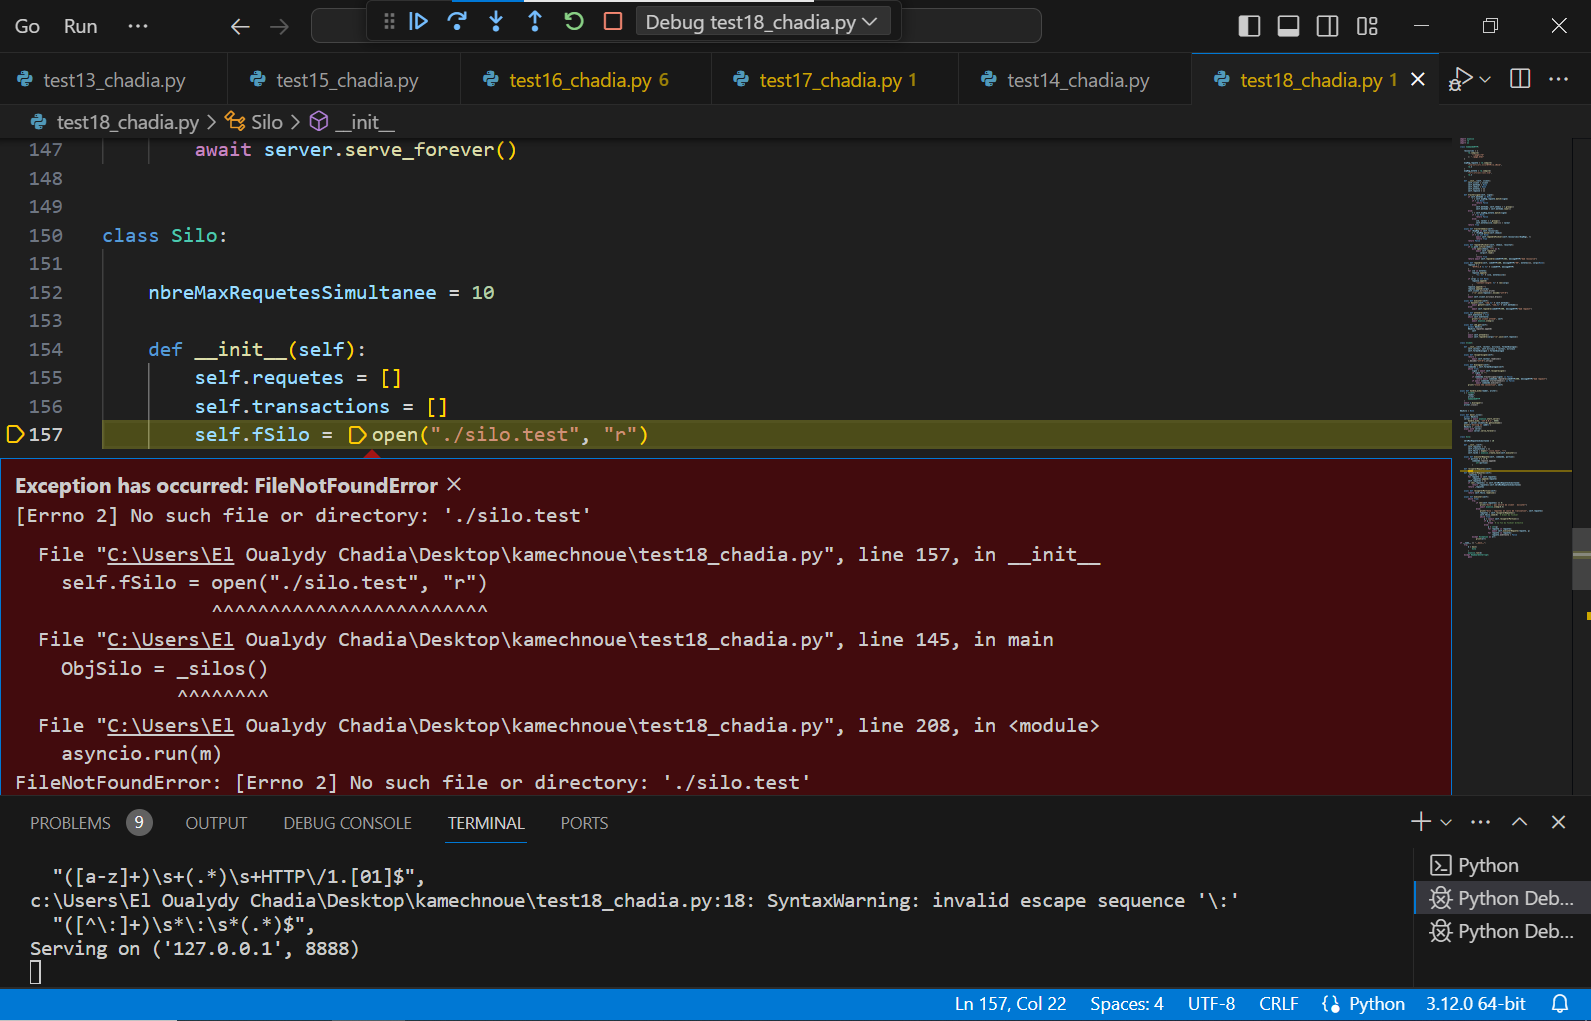 Go Run ··· Debug test18_chadia.py
test13_chadia.py test15_chadia.py test16_chadia.py 6 test17_chadia.py 1 test14_chadia.py test18_chadia.py 1
test18_chadia.py > Silo > __init__
147 await server.serve_forever()
148
149
150 class Silo:
151
152 nbreMaxRequetesSimultanee = 10
153
154 def __init__(self):
155 self.requetes = []
156 self.transactions = []
157 self.fSilo = open("./silo.test", "r")
Exception has occurred: FileNotFoundError
[Errno 2] No such file or directory: './silo.test'
File "C:\Users\El Oualydy Chadia\Desktop\kamechnoue\test18_chadia.py", line 157, in __init__
self.fSilo = open("./silo.test", "r")
^^^^^^^^^^^^^^^^^^^^^^^^
File "C:\Users\El Oualydy Chadia\Desktop\kamechnoue\test18_chadia.py", line 145, in main
ObjSilo = _silos()
^^^^^^^^
File "C:\Users\El Oualydy Chadia\Desktop\kamechnoue\test18_chadia.py", line 208, in <module>
asyncio.run(m)
FileNotFoundError: [Errno 2] No such file or directory: './silo.test'
PROBLEMS 9 OUTPUT DEBUG CONSOLE TERMINAL PORTS
"([a-z]+)\s+(.*)\s+HTTP\/1.[01]$",
c:\Users\El Oualydy Chadia\Desktop\kamechnoue\test18_chadia.py:18: SyntaxWarning: invalid escape sequence '\:'
"([^\:]+)\s*\:\s*(.*)$",
Serving on ('127.0.0.1', 8888)
Python
Python Deb...
Python Deb...
Ln 157, Col 22 Spaces: 4 UTF-8 CRLF Python 3.12.0 64-bit